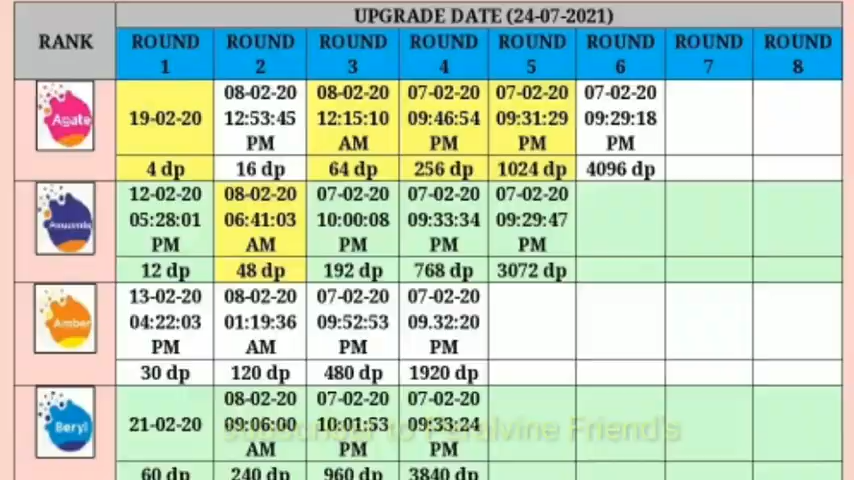 UPGRADE DATE (24-07-2021)
RANK
ROUND 1 ROUND 2 ROUND 3 ROUND 4 ROUND 5 ROUND 6 ROUND 7 ROUND 8
Agate
19-02-20
08-02-20 12:53:45 PM
08-02-20 12:15:10 AM
07-02-20 09:46:54 PM
07-02-20 09:31:29 PM
07-02-20 09:29:18 PM
4 dp 16 dp 64 dp 256 dp 1024 dp 4096 dp
12-02-20 05:28:01 PM
08-02-20 06:41:03 AM
07-02-20 10:00:08 PM
07-02-20 09:33:34 PM
07-02-20 09:29:47 PM
12 dp 48 dp 192 dp 768 dp 3072 dp
Amber
13-02-20 04:22:03 PM
08-02-20 01:19:36 AM
07-02-20 09:52:53 PM
07-02-20 09.32:20 PM
30 dp 120 dp 480 dp 1920 dp
Beryl
21-02-20
08-02-20 09:06:00 AM
07-02-20 10:01:53 PM
07-02-20 09:33:24 PM
60 dp 240 dp 960 dp 3840 dp
to Friend's